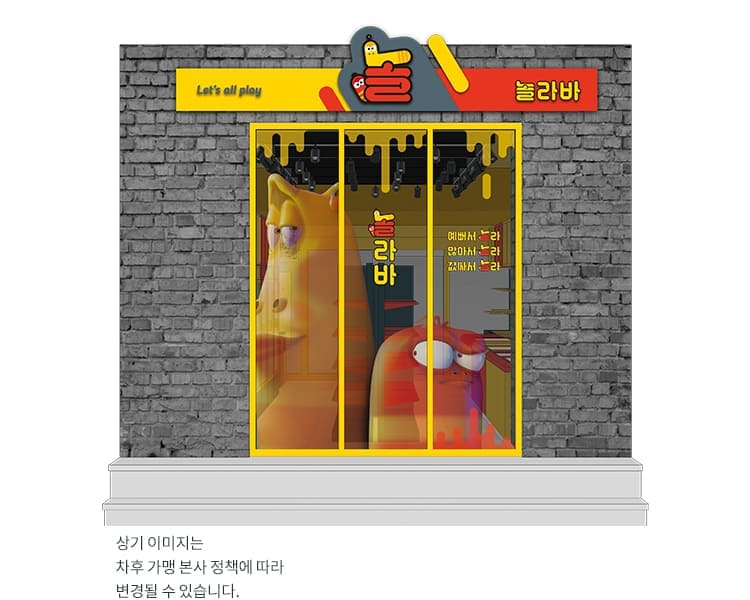 Let's all play
놀
놀라바
놀라바
예뻐서 놀라
많아서 놀라
값싸서 놀라
상기 이미지는
차후 가맹 본사 정책에 따라
변경될 수 있습니다.